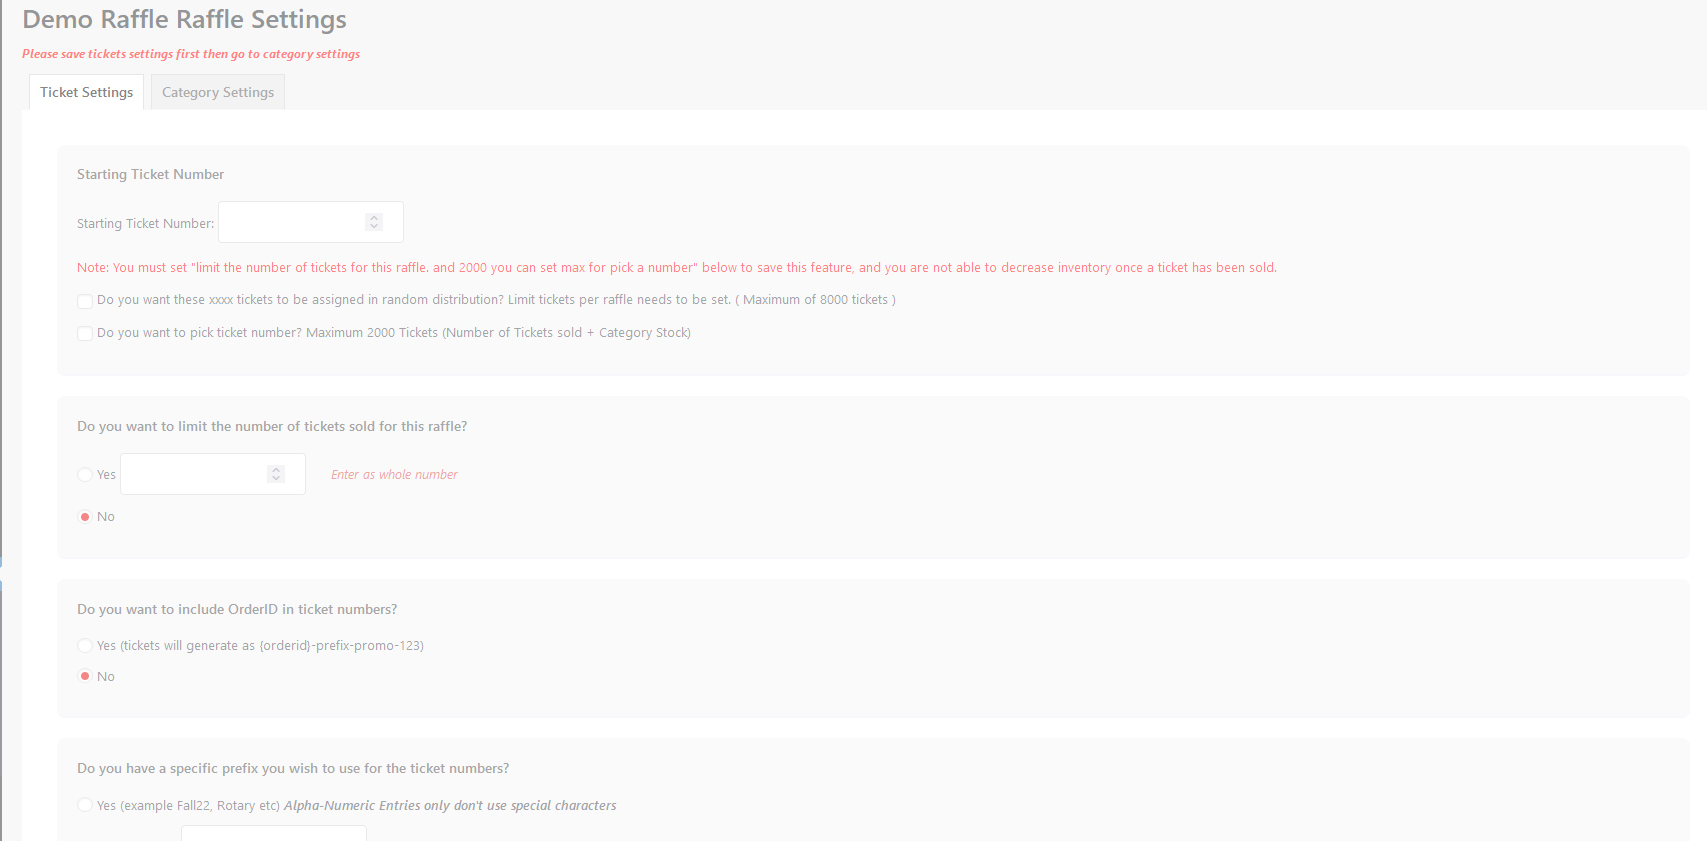 Demo Raffle Raffle Settings
Please save tickets settings first then go to category settings
Ticket Settings
Category Settings
Starting Ticket Number
Starting Ticket Number:
Note: You must set "limit the number of tickets for this raffle. and 2000 you can set max for pick a number" below to save this feature, and you are not able to decrease inventory once a ticket has been sold.
Do you want these xxxx tickets to be assigned in random distribution? Limit tickets per raffle needs to be set. ( Maximum of 8000 tickets )
Do you want to pick ticket number? Maximum 2000 Tickets (Number of Tickets sold + Category Stock)
Do you want to limit the number of tickets sold for this raffle?
Yes
Enter as whole number
No
Do you want to include OrderID in ticket numbers?
Yes (tickets will generate as {orderid}-prefix-promo-123)
No
Do you have a specific prefix you wish to use for the ticket numbers?
Yes (example Fall22, Rotary etc) Alpha-Numeric Entries only don't use special characters